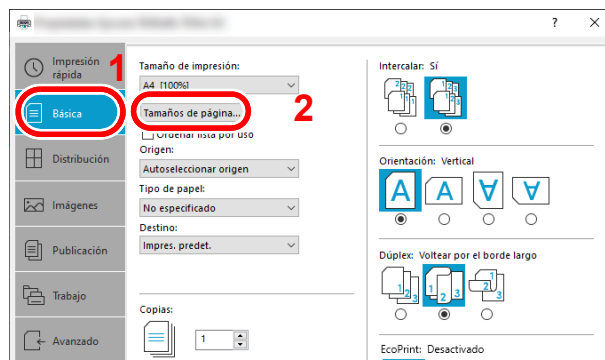 ? ×
Impresión rápida
1
Básica
Distribución
Imágenes
Publicación
Trabajo
Avanzado
Tamaño de impresión:
A4 [100%]
Tamaños de página...
2
Ordenar lista por uso
Origen:
Autoseleccionar origen
Tipo de papel:
No especificado
Destino:
Impres. predet.
Copias:
1
Intercalar: Sí
Orientación: Vertical
A A A A
Dúplex: Voltear por el borde largo
EcoPrint: Desactivado